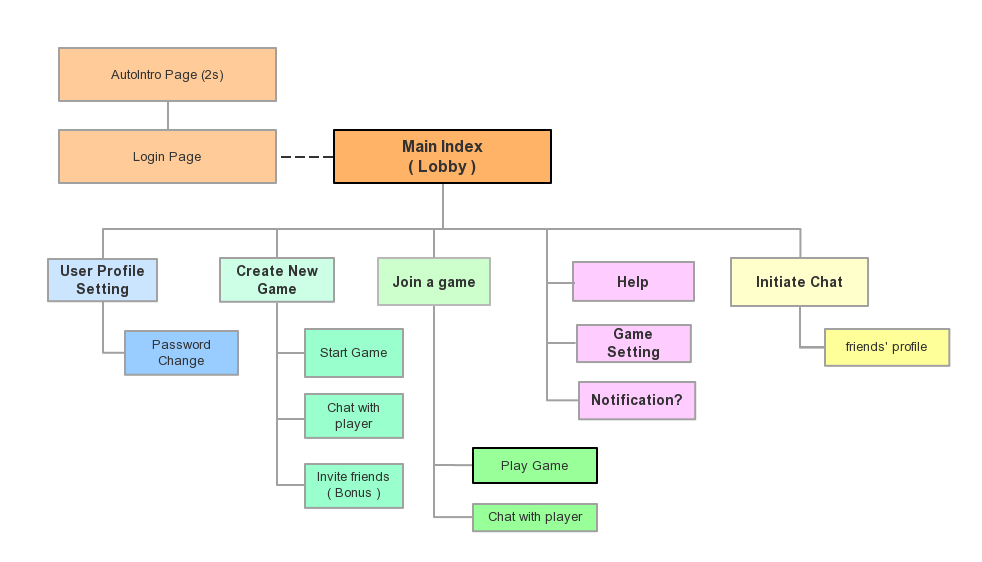 AutoIntro Page (2s)
Login Page
Main Index
( Lobby )
User Profile
Setting
Create New
Game
Join a game
Help
Initiate Chat
Password
Change
Start Game
Game
Setting
friends' profile
Chat with
player
Notification?
Invite friends
( Bonus )
Play Game
Chat with player